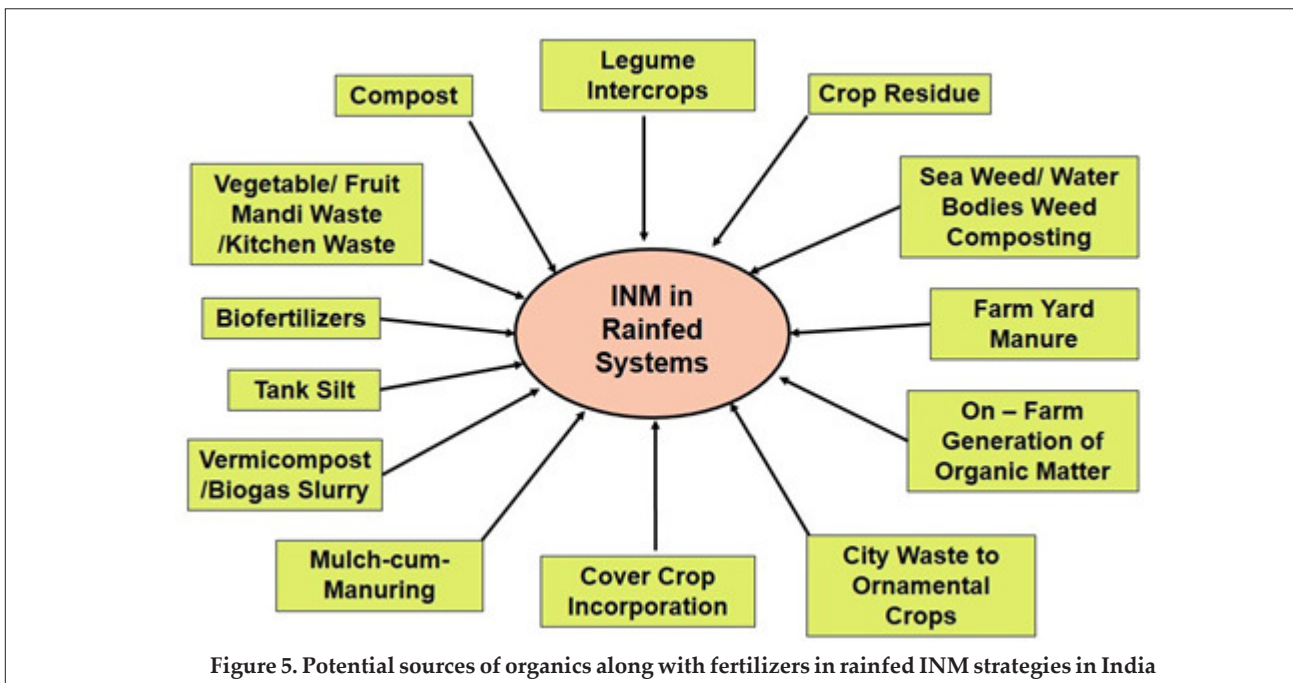 Legume
Intercrops
Compost
Crop Residue
Vegetable/ Fruit
Mandi Waste
/Kitchen Waste
Sea Weed/ Water
Bodies Weed
Composting
INM in
Rainfed
Systems
Biofertilizers
Farm Yard
Manure
Tank Silt
On – Farm
Generation of
Organic Matter
Vermicompost
/Biogas Slurry
Mulch-cum-
Manuring
Cover Crop
Incorporation
City Waste to
Ornamental
Crops
Figure 5. Potential sources of organics along with fertilizers in rainfed INM strategies in India